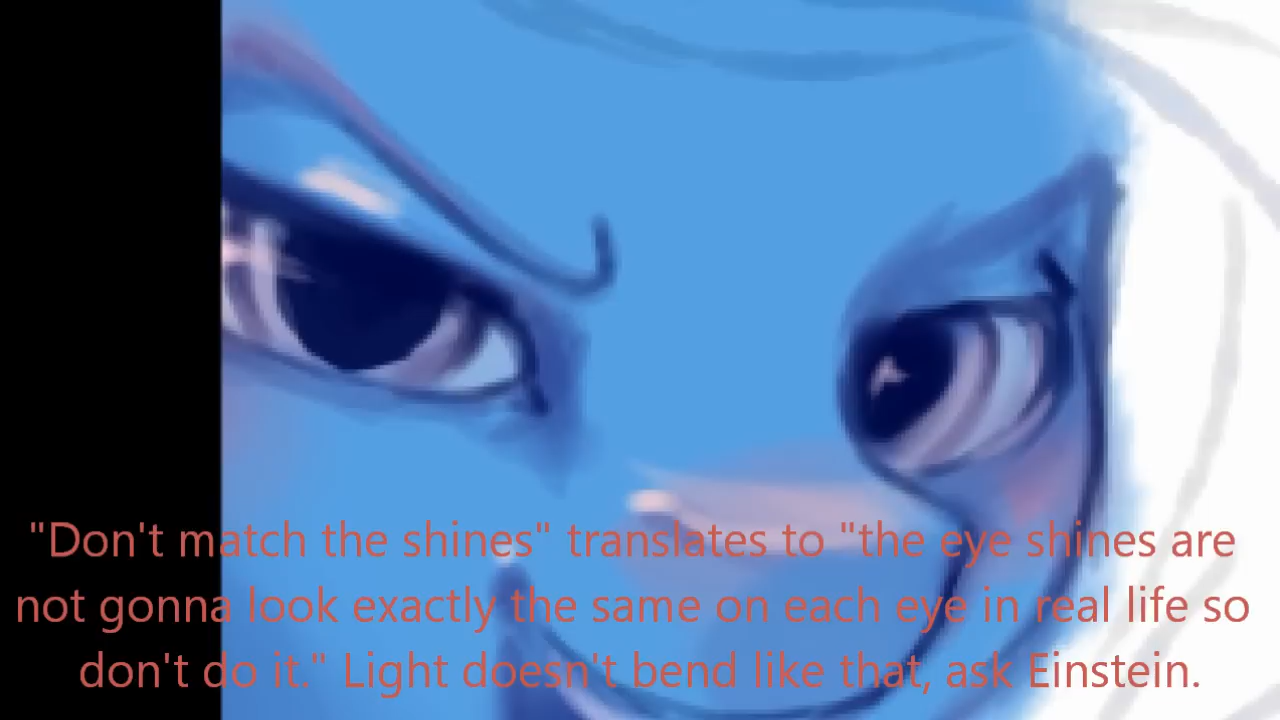 "Don't match the shines" translates to "the eye shines are
not gonna look exactly the same on each eye in real life so
don't do it." Light doesn't bend like that, ask Einstein.